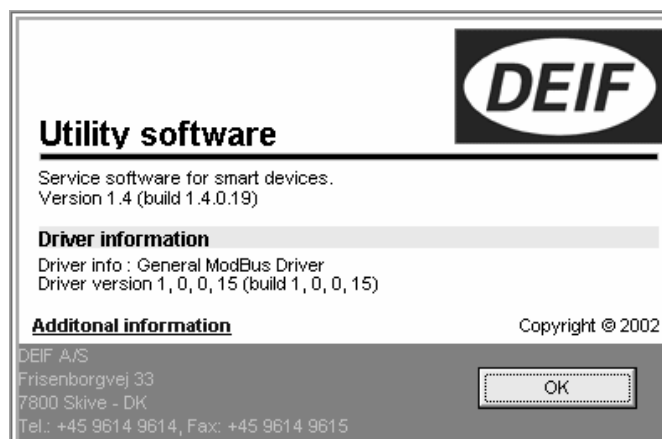 DEIF
Utility software
Service software for smart devices.
Version 1.4 (build 1.4.0.19)
Driver information
Driver info : General ModBus Driver
Driver version 1, 0, 0, 15 (build 1, 0, 0, 15)
Additonal information
Copyright © 2002
DEIF A/S
Frisenborgvej 33
7800 Skive - DK
Tel.: +45 9614 9614, Fax: +45 9614 9615
OK